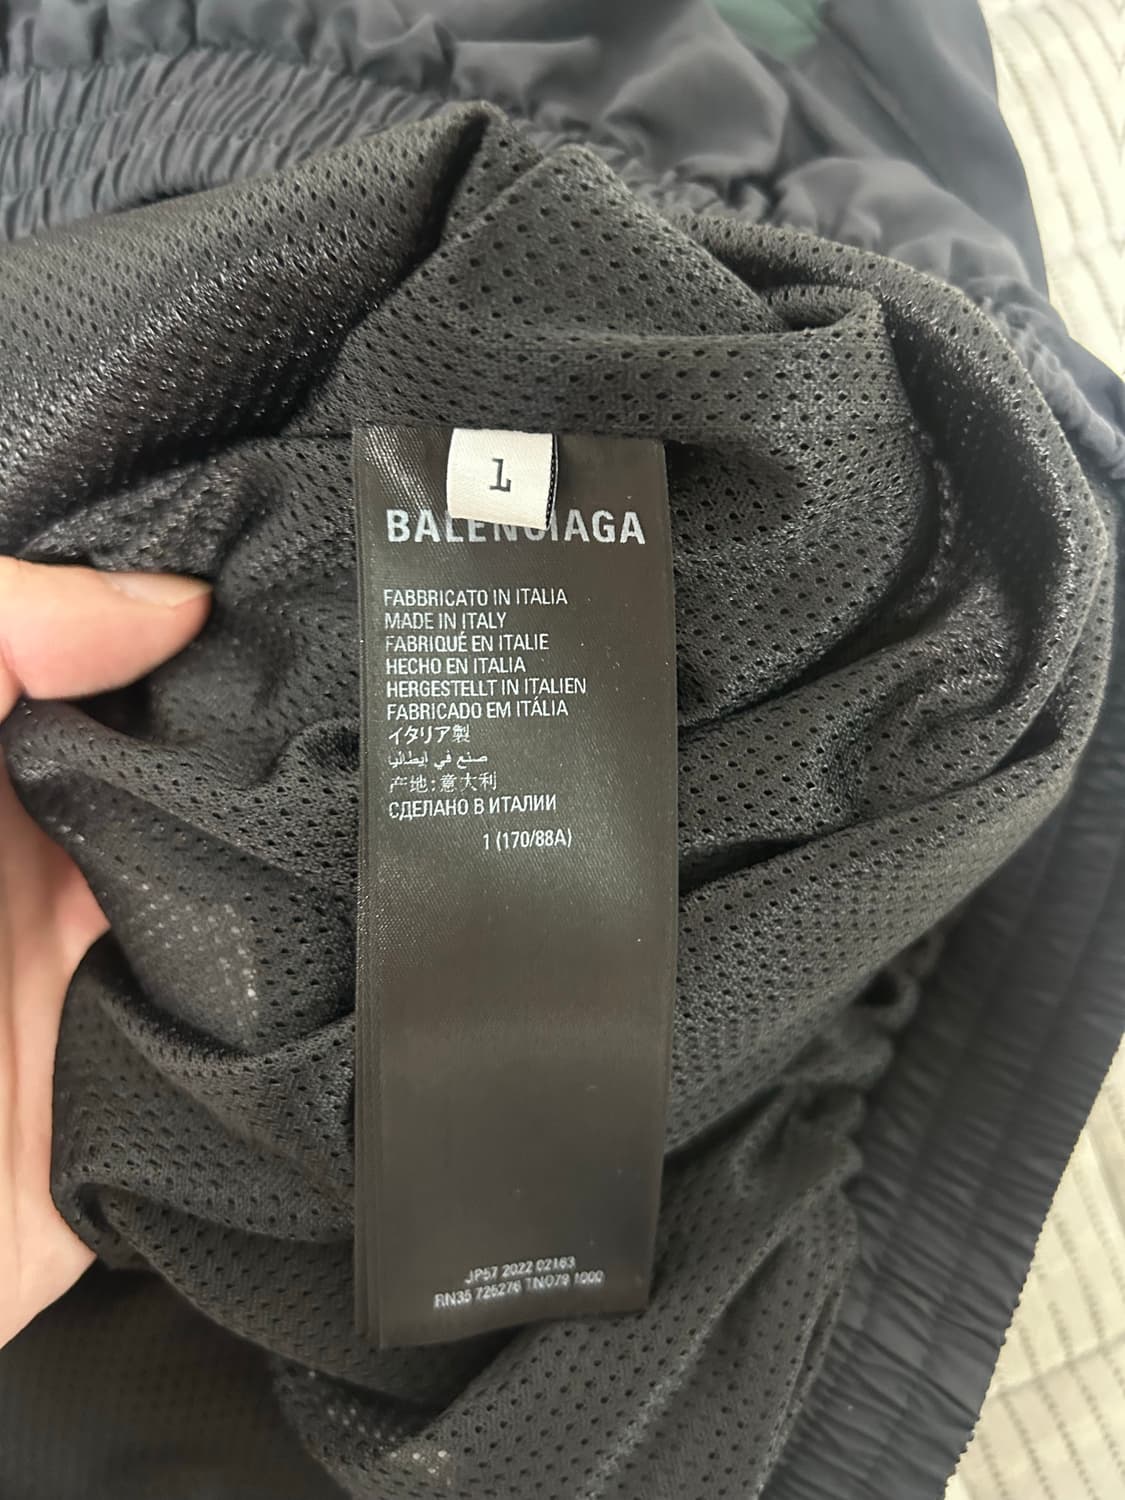 1
BALENCIAGA
FABBRICATO IN ITALIA
MADE IN ITALY
FABRIQUÉ EN ITALIE
HECHO EN ITALIA
HERGESTELLT IN ITALIEN
FABRICADO EM ITÁLIA
イタリア製
صنع في إيطاليا
产地:意大利
СДЕЛАНО В ИТАЛИИ
1 (170/88A)
JP57 2022 02163
RN35 725276 TNO79 1000